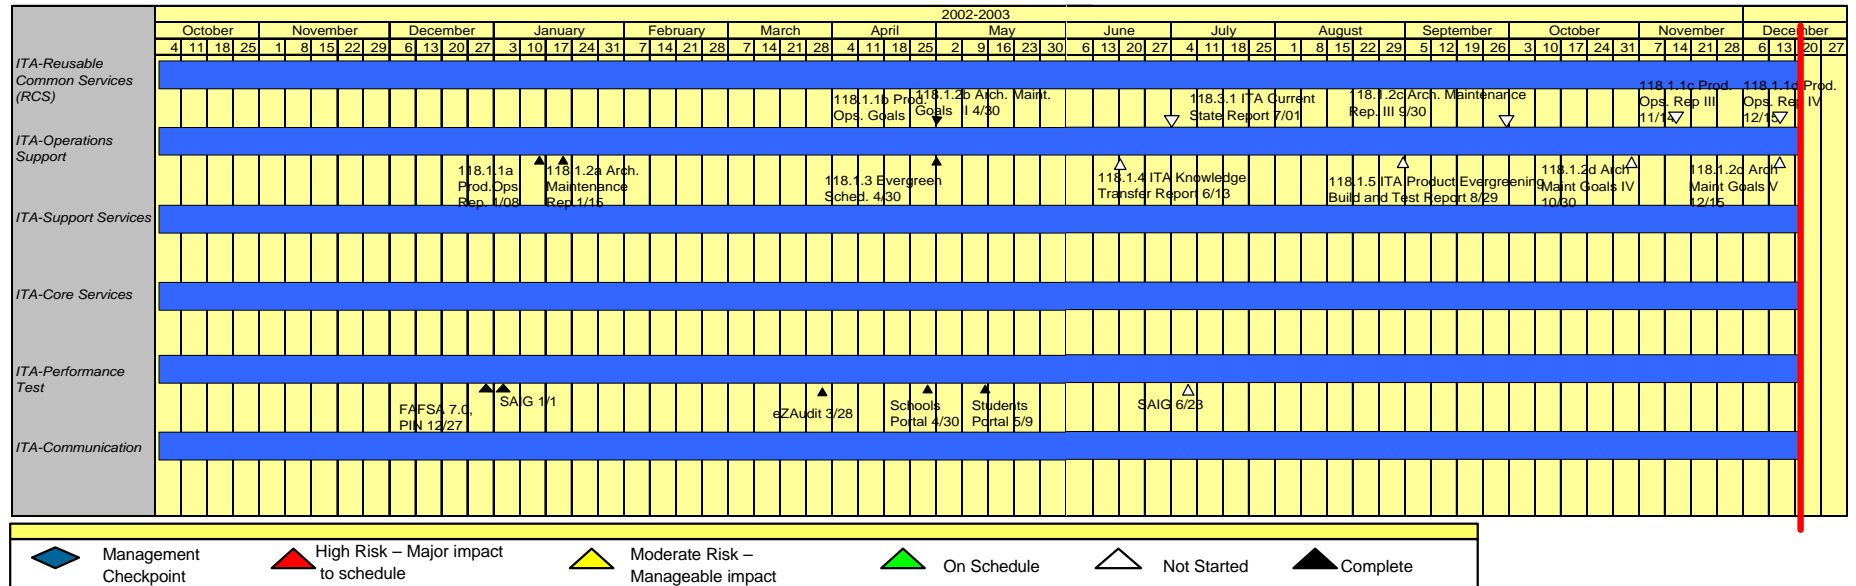 2002-2003
October November December January February March April May June July August September October November December
4 11 18 25 1 8 15 22 29 6 13 20 27 3 10 17 24 31 7 14 21 28 7 14 21 28 4 11 18 25 2 9 16 23 30 6 13 20 27 4 11 18 25 1 8 15 22 29 5 12 19 26 3 10 17 24 31 7 14 21 28 6 13 20 27
ITA-Reusable
Common Services
(RCS)
118.1.1b Prod.
Ops. Goals
118.1.2b Arch. Maint.
Goals II 4/30
118.3.1 ITA Current
State Report 7/01
118.1.2c Arch. Maintenance
Rep. III 9/30
118.1.1c Prod.
Ops. Rep III
11/14
118.1.1d Prod.
Ops. Rep IV
12/15
ITA-Operations
Support
118.1.1a
Prod.Ops
Rep. 1/08
118.1.2a Arch.
Maintenance
Rep.1/15
118.1.3 Evergreen
Sched. 4/30
118.1.4 ITA Knowledge
Transfer Report 6/13
118.1.5 ITA Product Evergreening
Build and Test Report 8/29
118.1.2d Arch
Maint Goals IV
10/30
118.1.2d Arch
Maint Goals V
12/15
ITA-Support Services
ITA-Core Services
ITA-Performance
Test
FAFSA 7.0,
PIN 12/27
SAIG 1/1
eZAudit 3/28
Schools
Portal 4/30
Students
Portal 5/9
SAIG 6/23
ITA-Communication
Management
Checkpoint
High Risk – Major impact
to schedule
Moderate Risk –
Manageable impact
On Schedule
Not Started
Complete